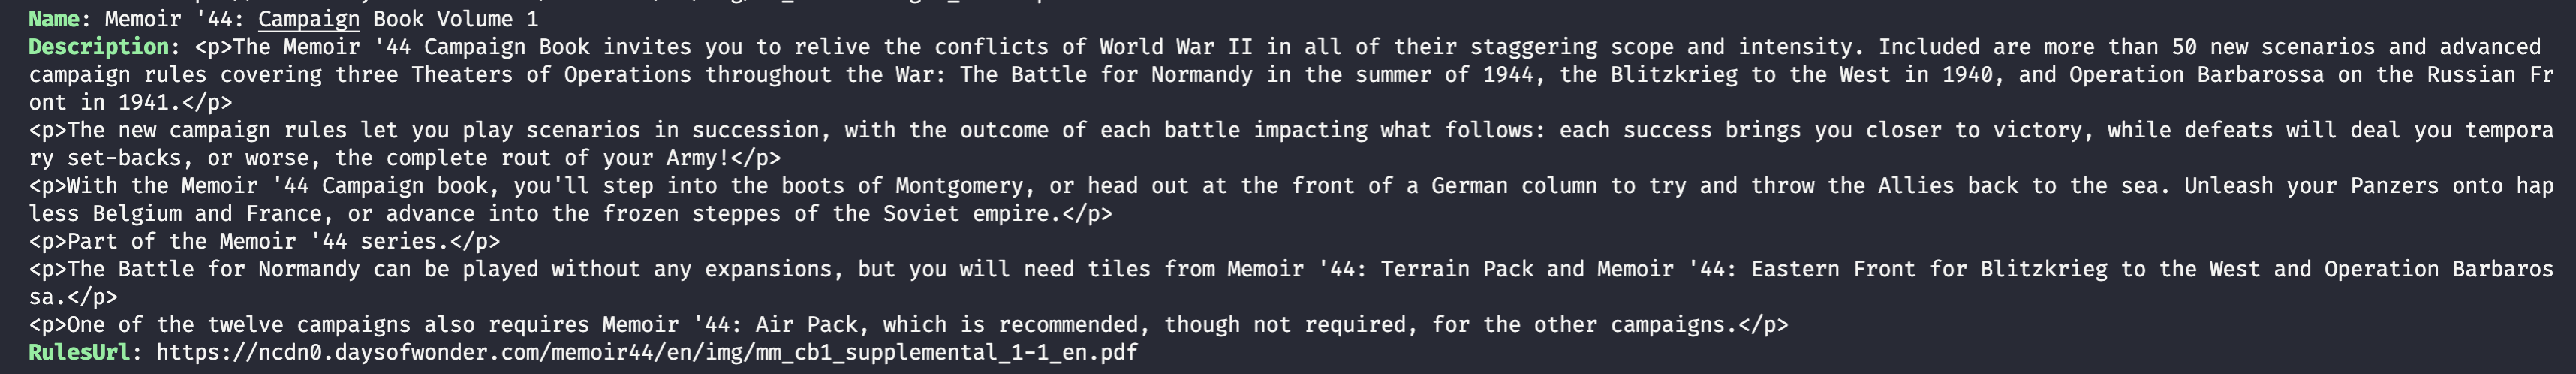 Name: Memoir '44: Campaign Book Volume 1
Description: <p>The Memoir '44 Campaign Book invites you to relive the conflicts of World War II in all of their staggering scope and intensity. Included are more than 50 new scenarios and advanced
campaign rules covering three Theaters of Operations throughout the War: The Battle for Normandy in the summer of 1944, the Blitzkrieg to the West in 1940, and Operation Barbarossa on the Russian Fr
ont in 1941.</p>
<p>The new campaign rules let you play scenarios in succession, with the outcome of each battle impacting what follows: each success brings you closer to victory, while defeats will deal you tempora
ry set-backs, or worse, the complete rout of your Army!</p>
<p>With the Memoir '44 Campaign book, you'll step into the boots of Montgomery, or head out at the front of a German column to try and throw the Allies back to the sea. Unleash your Panzers onto hap
less Belgium and France, or advance into the frozen steppes of the Soviet empire.</p>
<p>Part of the Memoir '44 series.</p>
<p>The Battle for Normandy can be played without any expansions, but you will need tiles from Memoir '44: Terrain Pack and Memoir '44: Eastern Front for Blitzkrieg to the West and Operation Barbaros
sa.</p>
<p>One of the twelve campaigns also requires Memoir '44: Air Pack, which is recommended, though not required, for the other campaigns.</p>
RulesUrl: https://ncdn0.daysofwonder.com/memoir44/en/img/mm_cb1_supplemental_1-1_en.pdf